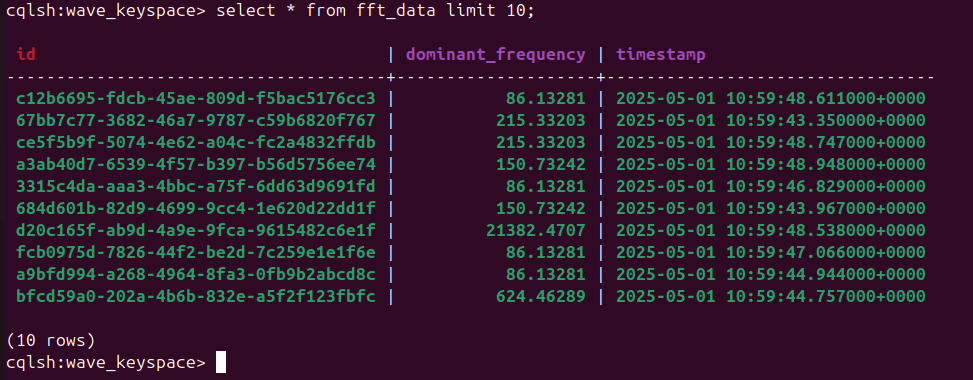 cqlsh:wave_keyspace> select * from fft_data limit 10;
id | dominant_frequency | timestamp
--------------------------------------+--------------------+---------------------------------
c12b6695-fdcb-45ae-809d-f5bac5176cc3 | 86.13281 | 2025-05-01 10:59:48.611000+0000
67bb7c77-3682-46a7-9787-c59b6820f767 | 215.33203 | 2025-05-01 10:59:43.350000+0000
ce5f5b9f-5074-4e62-a04c-fc2a4832ffdb | 215.33203 | 2025-05-01 10:59:48.747000+0000
a3ab40d7-6539-4f57-b397-b56d5756ee74 | 150.73242 | 2025-05-01 10:59:48.948000+0000
3315c4da-aaa3-4bbc-a75f-6dd63d9691fd | 86.13281 | 2025-05-01 10:59:46.829000+0000
684d601b-82d9-4699-9cc4-1e620d22dd1f | 150.73242 | 2025-05-01 10:59:43.967000+0000
d20c165f-ab9d-4a9e-9fca-9615482c6e1f | 21382.4707 | 2025-05-01 10:59:48.538000+0000
fcb0975d-7826-44f2-be2d-7c259e1e1f6e | 86.13281 | 2025-05-01 10:59:47.066000+0000
a9bfd994-a268-4964-8fa3-0fb9b2abcd8c | 86.13281 | 2025-05-01 10:59:44.944000+0000
bfcd59a0-202a-4b6b-832e-a5f2f123fbfc | 624.46289 | 2025-05-01 10:59:44.757000+0000
(10 rows)
cqlsh:wave_keyspace>